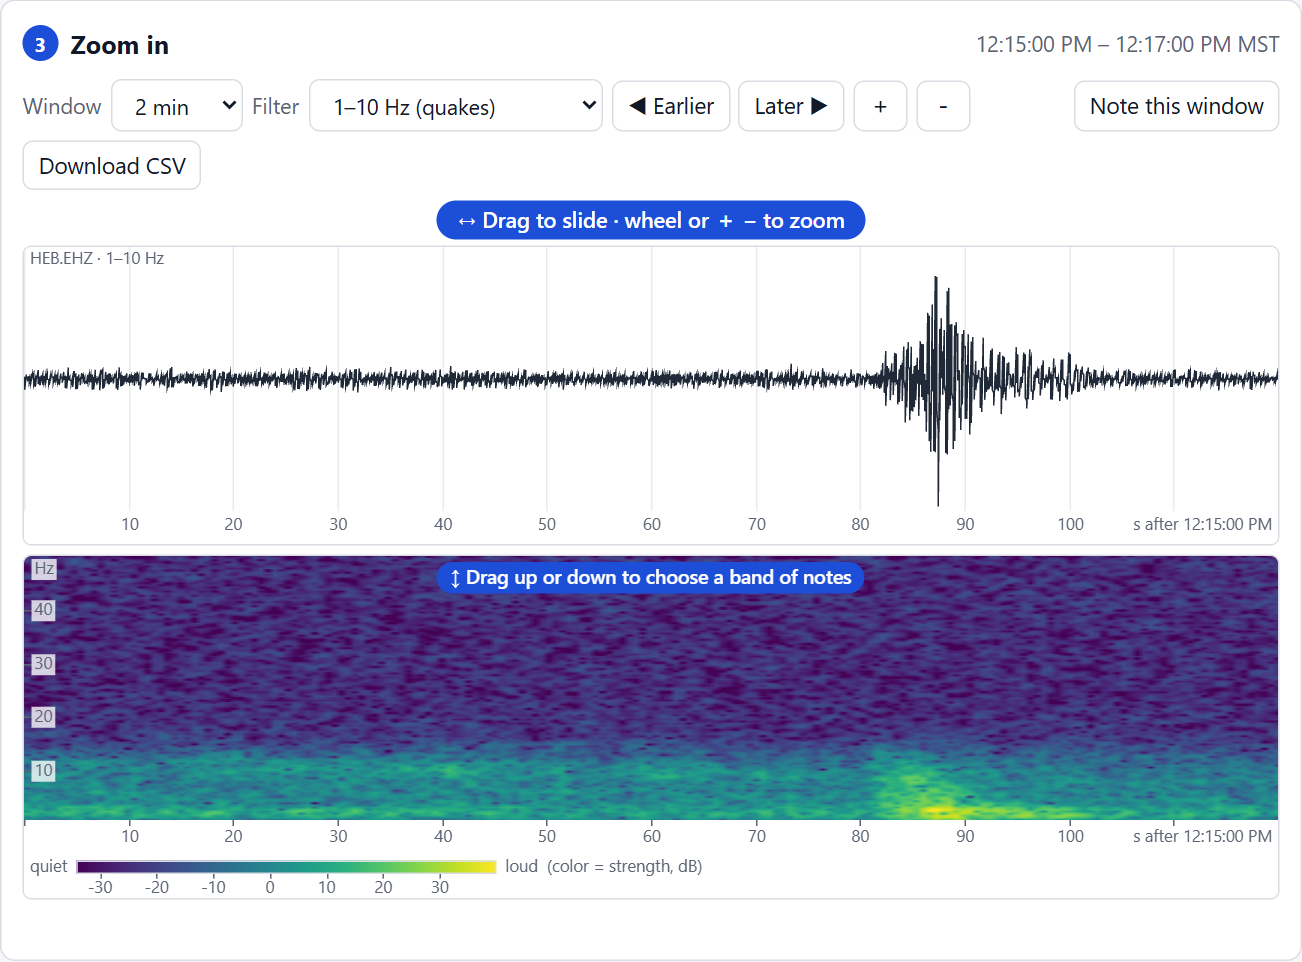 3 Zoom in 12:15:00 PM – 12:17:00 PM MST
Window 2 min Filter 1–10 Hz (quakes) ◀ Earlier Later ▶ + - Note this window
Download CSV
↔ Drag to slide · wheel or + – to zoom
HEB.EHZ · 1–10 Hz
10 20 30 40 50 60 70 80 90 100 s after 12:15:00 PM
Hz
↕ Drag up or down to choose a band of notes
40
30
20
10
10 20 30 40 50 60 70 80 90 100 s after 12:15:00 PM
quiet loud (color = strength, dB)
-30 -20 -10 0 10 20 30